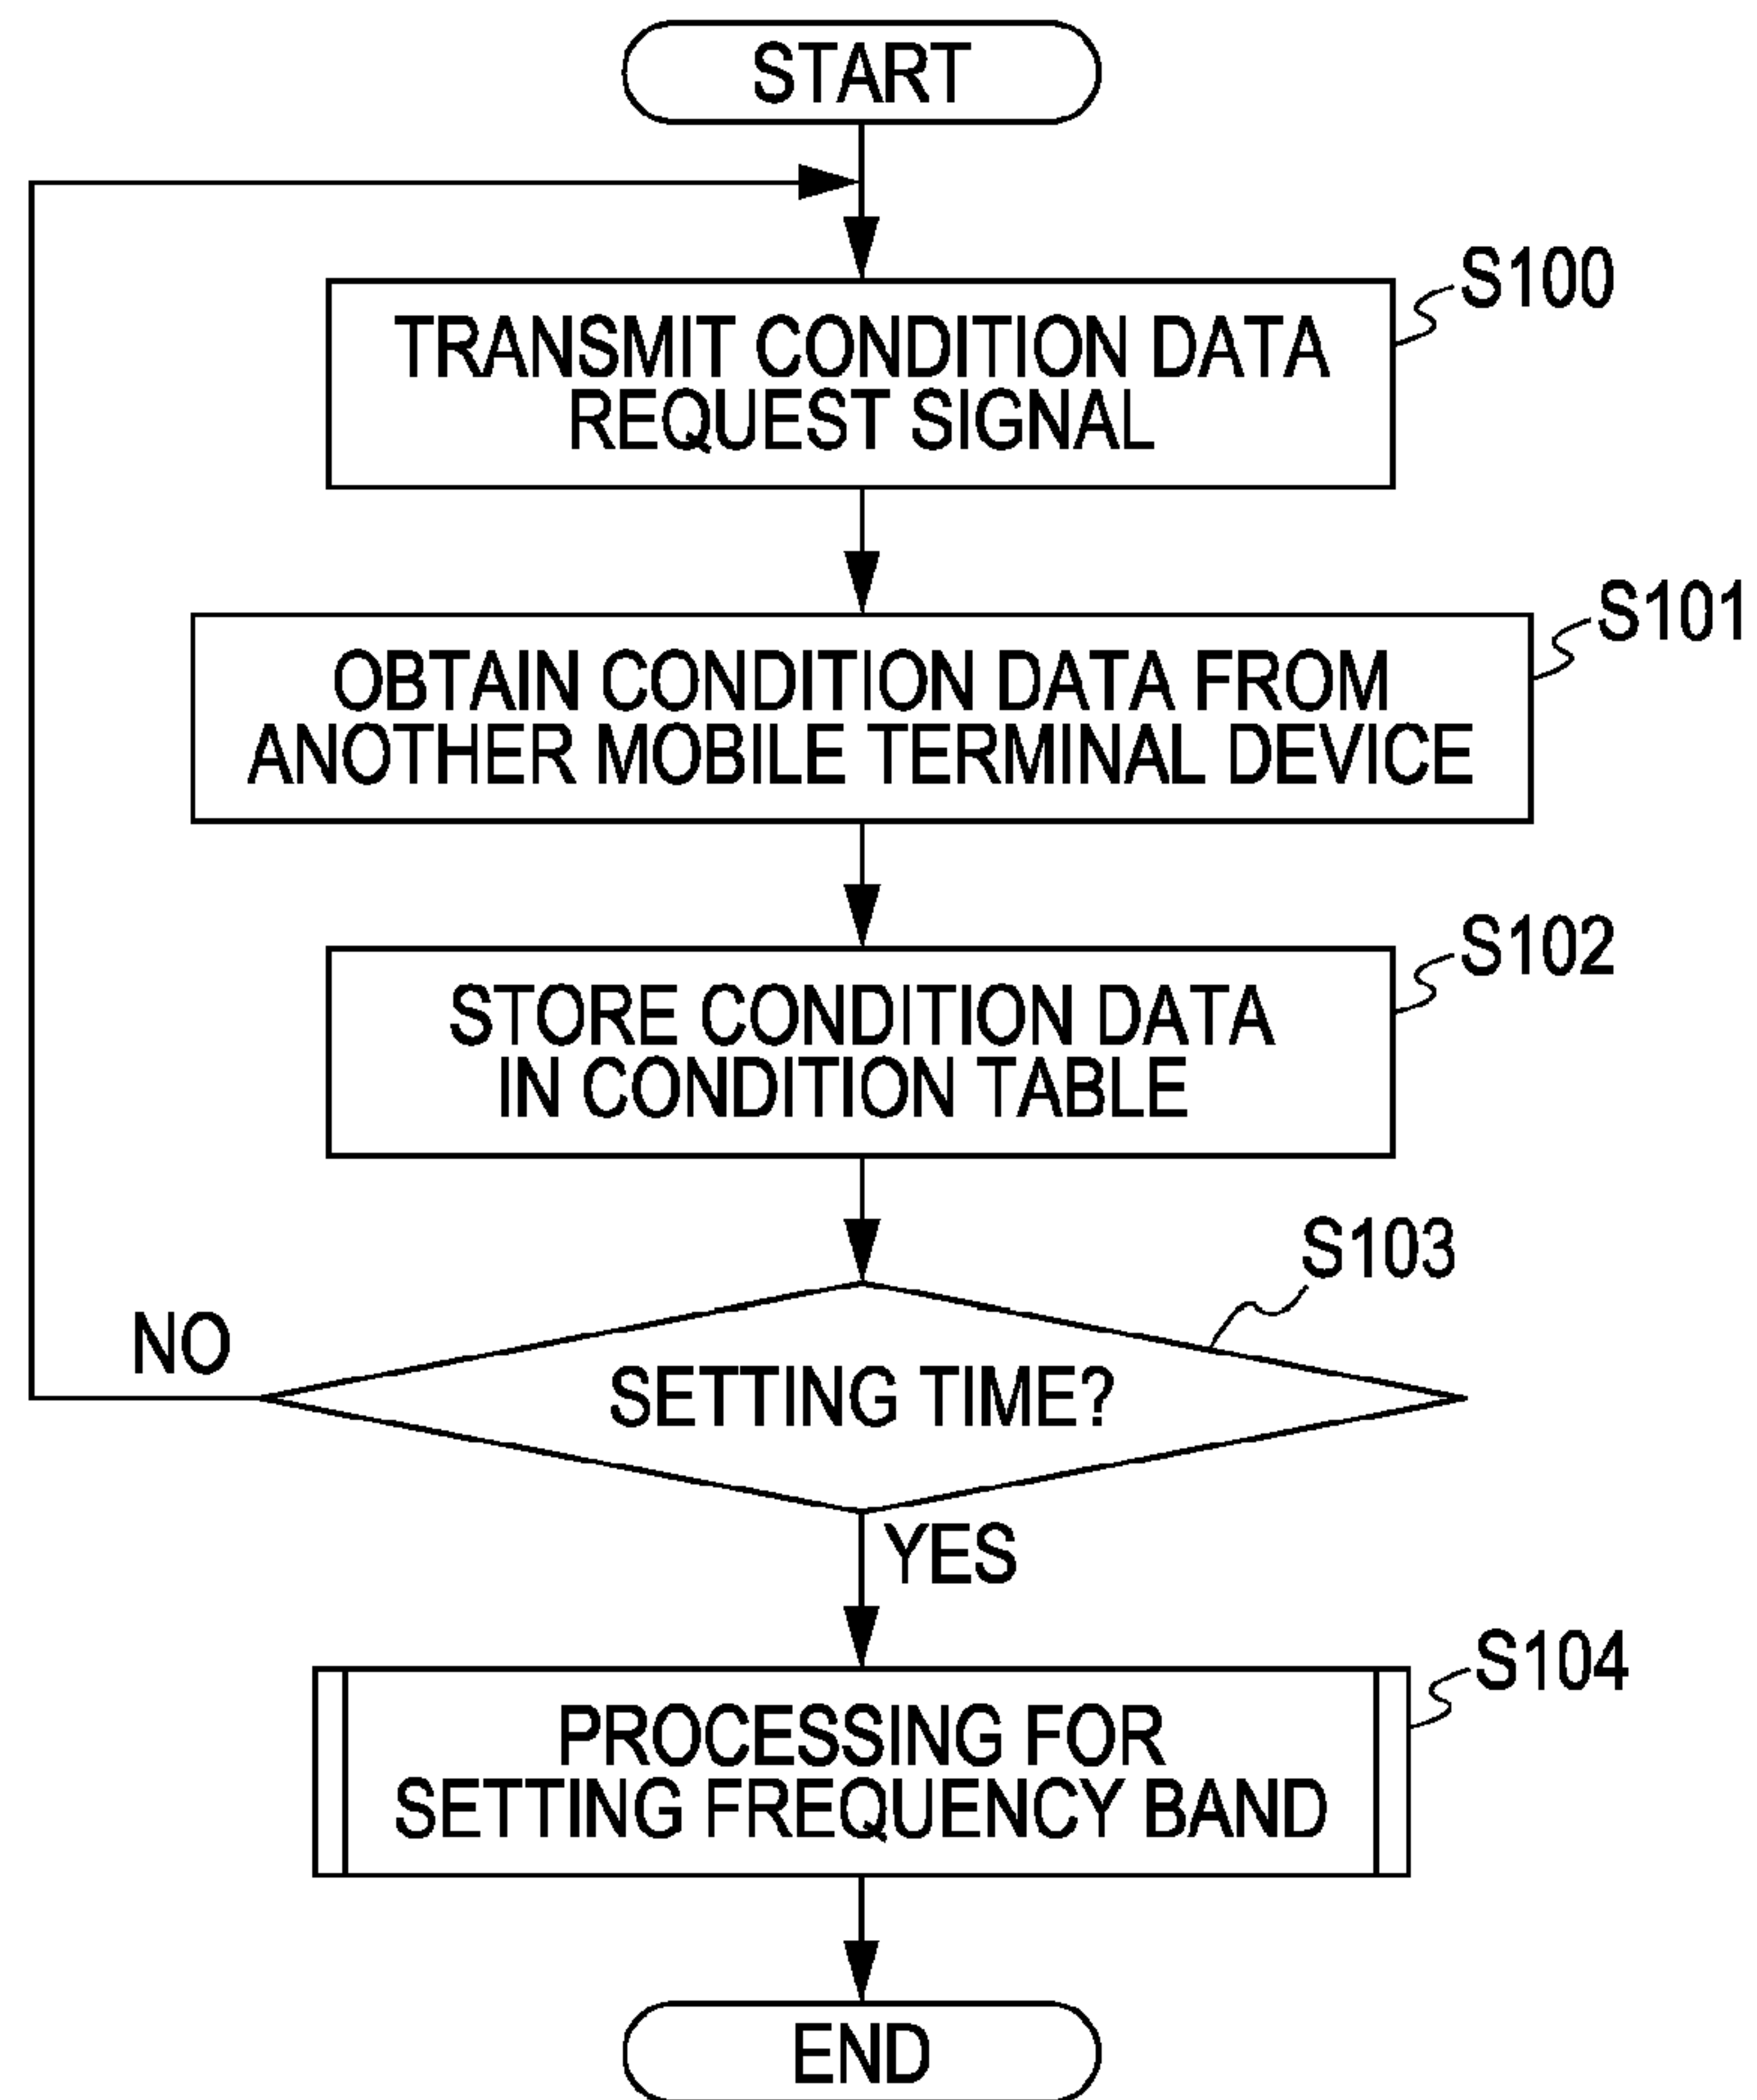 START
S100
TRANSMIT CONDITION DATA
REQUEST SIGNAL
S101
OBTAIN CONDITION DATA FROM
ANOTHER MOBILE TERMINAL DEVICE
S102
STORE CONDITION DATA
IN CONDITION TABLE
S103
NO
SETTING TIME?
YES
S104
PROCESSING FOR
SETTING FREQUENCY BAND
END